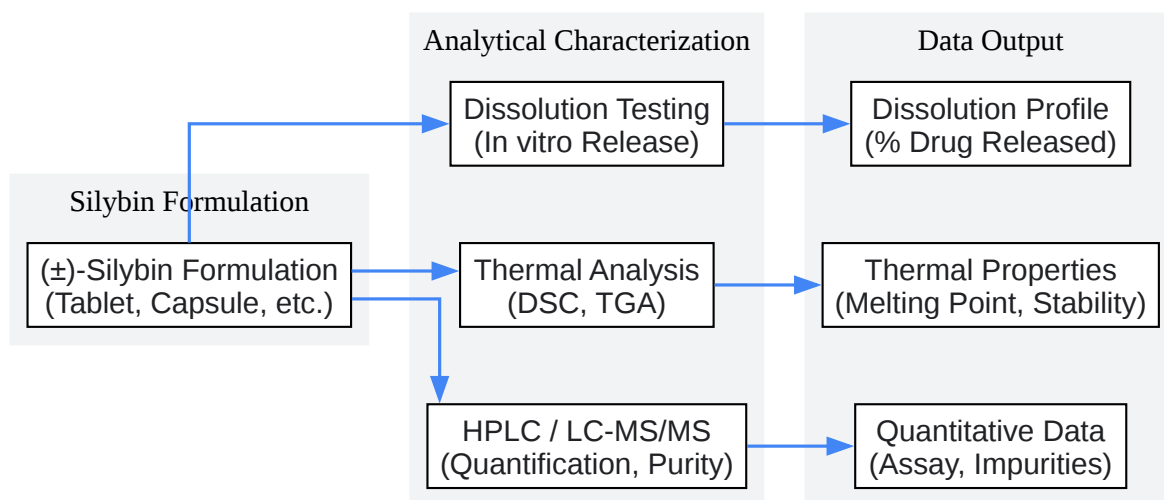 Analytical Characterization
Data Output
Dissolution Testing
(In vitro Release)
Dissolution Profile
(% Drug Released)
Silybin Formulation
(±)-Silybin Formulation
(Tablet, Capsule, etc.)
Thermal Analysis
(DSC, TGA)
Thermal Properties
(Melting Point, Stability)
HPLC / LC-MS/MS
(Quantification, Purity)
Quantitative Data
(Assay, Impurities)